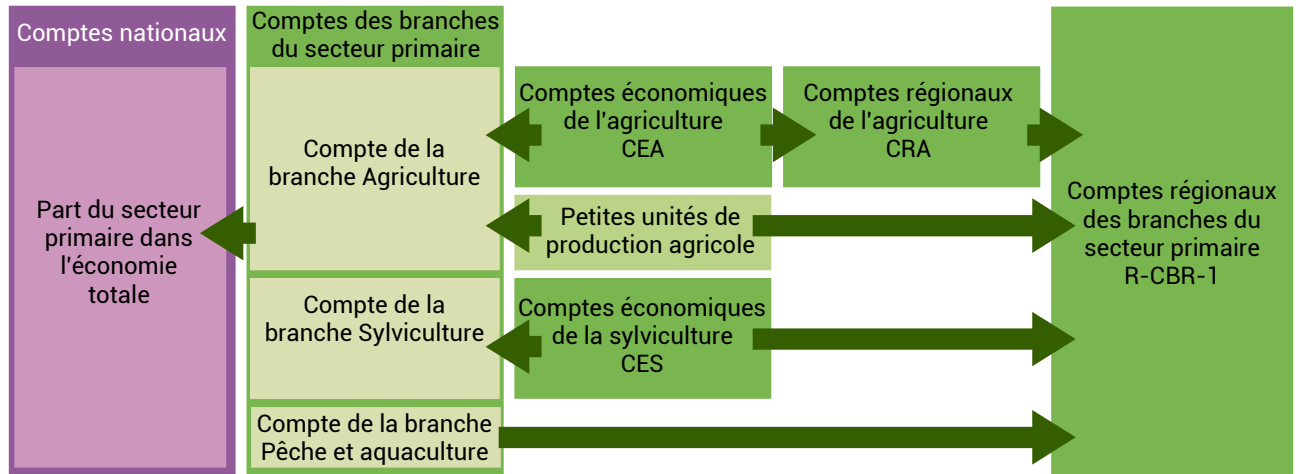 Comptes nationaux
Part du secteur
primaire dans
l'économie
totale
Comptes des branches
du secteur primaire
Compte de la
branche Agriculture
Compte de la
branche Sylviculture
Compte de la branche
Pêche et aquaculture
Comptes économiques
de l'agriculture
CEA
Petites unités de
production agricole
Comptes économiques
de la sylviculture
CES
Comptes régionaux
de l'agriculture
CRA
Comptes régionaux
des branches du
secteur primaire
R-CBR-1